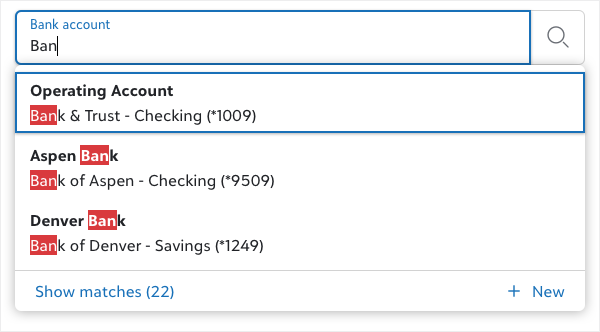 Bank account
Ban
Operating Account
Bank & Trust - Checking (*1009)
Aspen Bank
Bank of Aspen - Checking (*9509)
Denver Bank
Bank of Denver - Savings (*1249)
Show matches (22)
+ New